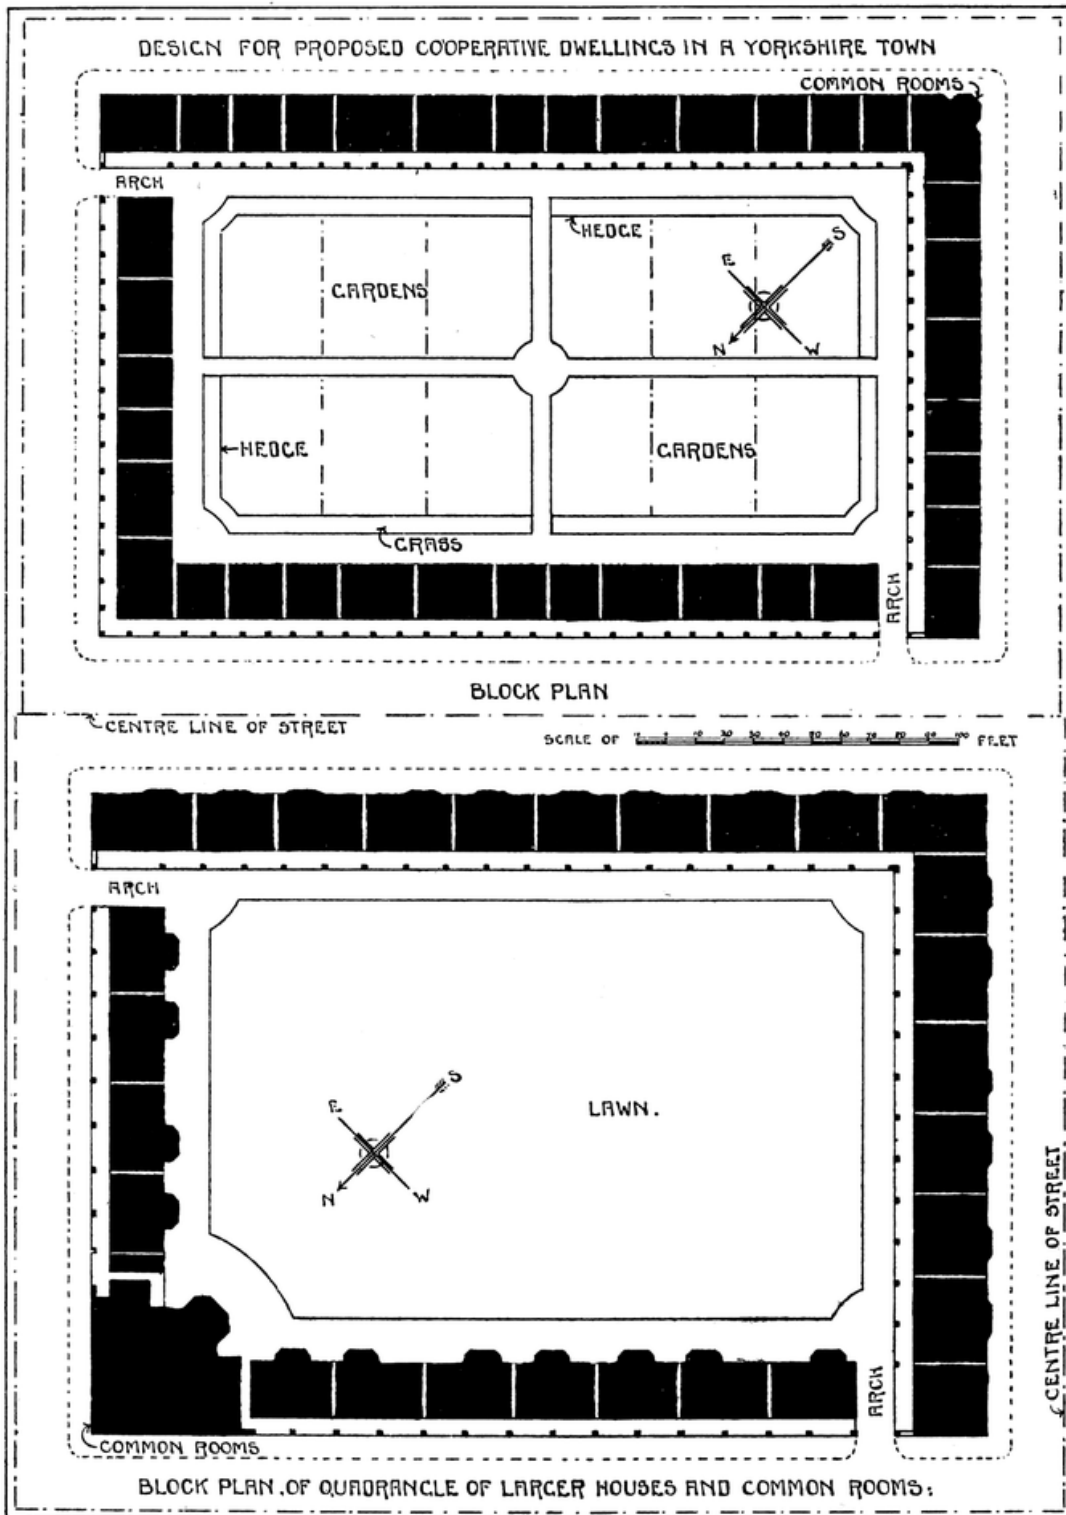 DESIGN FOR PROPOSED COOPERATIVE DWELLINGS IN A YORKSHIRE TOWN
COMMON ROOMS
ARCH
HEDGE
S
E
GARDENS
N
W
HEDGE
GARDENS
GRASS
ARCH
BLOCK PLAN
CENTRE LINE OF STREET
SCALE OF
FEET
ARCH
S
E
LAWN.
N
W
CENTRE LINE OF STREET
ARCH
COMMON ROOMS
BLOCK PLAN OF QUADRANGLE OF LARGER HOUSES AND COMMON ROOMS: